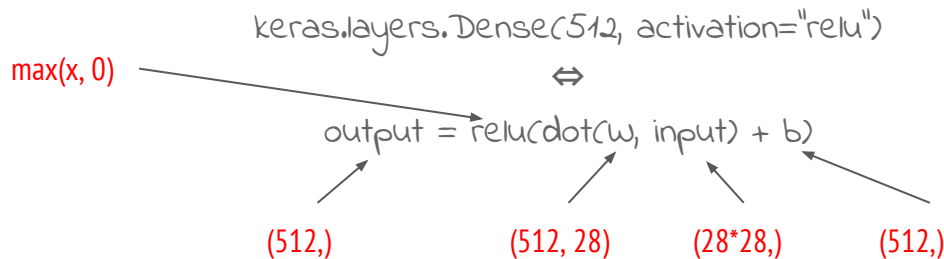 keras.layers.Dense(512, activation="relu")
max(x, 0)
⇔
output = relu(dot(w, input) + b)
(512,) (512, 28) (28*28,) (512,)